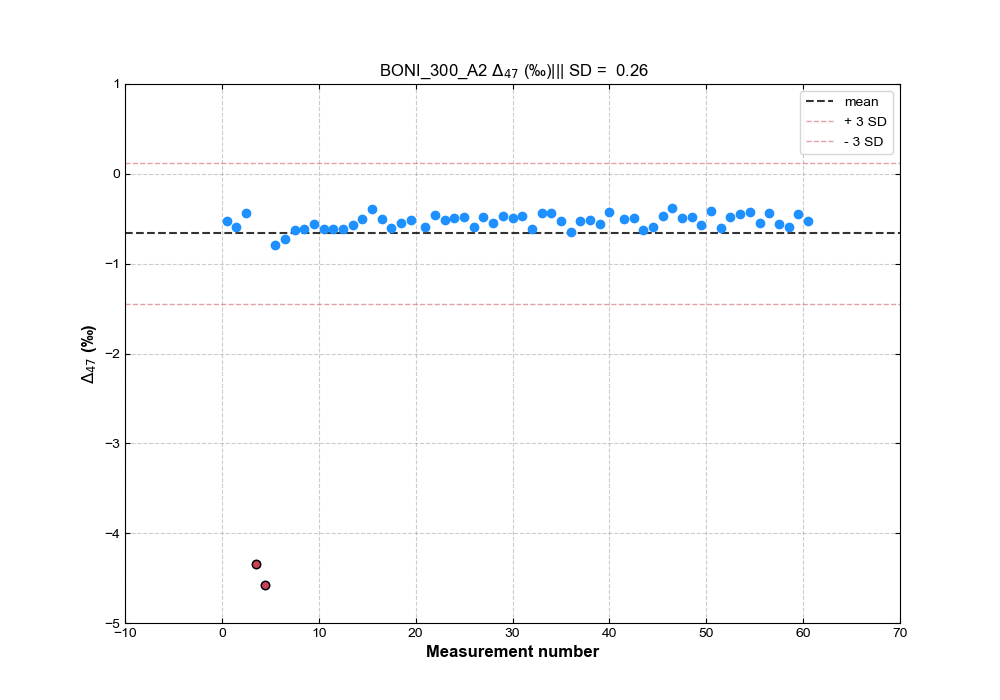 BONI_300_A2 Δ47 (‰)||| SD =  0.26
mean
+ 3 SD
- 3 SD
1
0
−1
−2
−3
−4
−5
Δ47 (‰)
−10 0 10 20 30 40 50 60 70
Measurement number